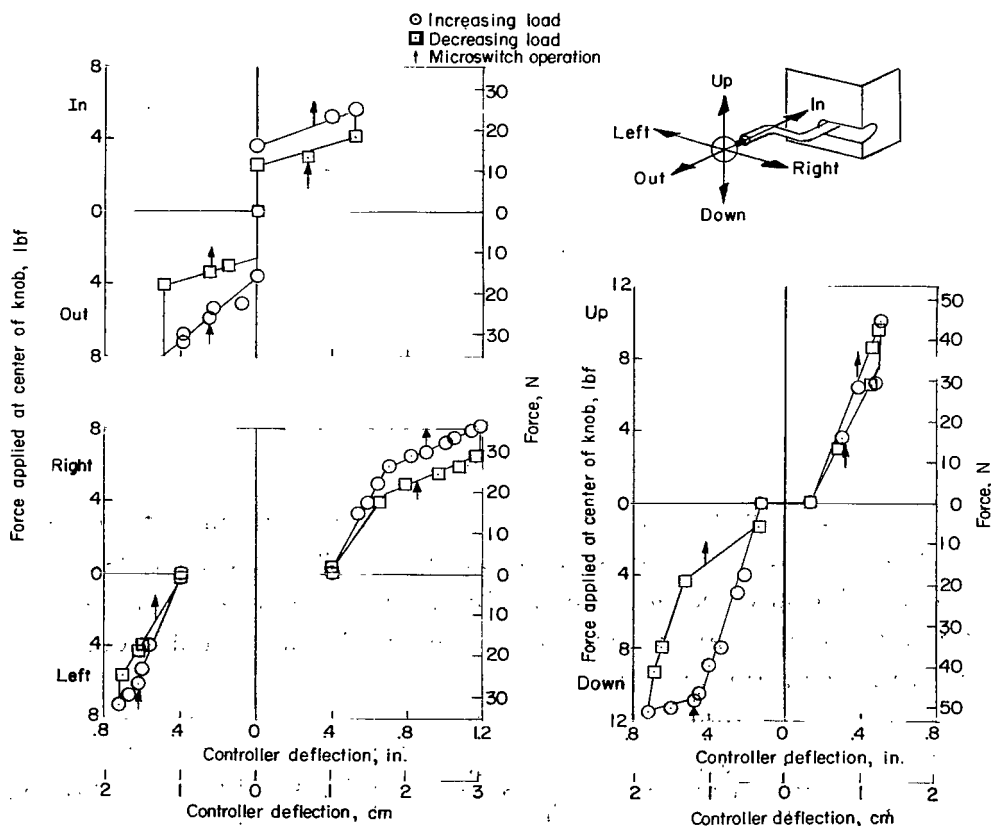 Increasing load
Decreasing load
Microswitch operation
8
In
4
0
4
Out
8
30
20
10
0
10
20
30
Force applied at center of knob, lbf
Force, N
Up
In
Left
Right
Out
Down
8
Right
4
0
4
Left
8
30
20
10
0
10
20
30
.8 .4 0 .4 .8 1.2
Controller deflection, in.
2 1 0 1 2 3
Controller deflection, cm
12
Up
8
4
0
4
8
Down
12
50
40
30
20
10
0
10
20
30
40
50
Force applied at center of knob, lbf
Force, N
.8 .4 0 .4 .8
Controller deflection, in.
2 1 0 1 2
Controller deflection, cm